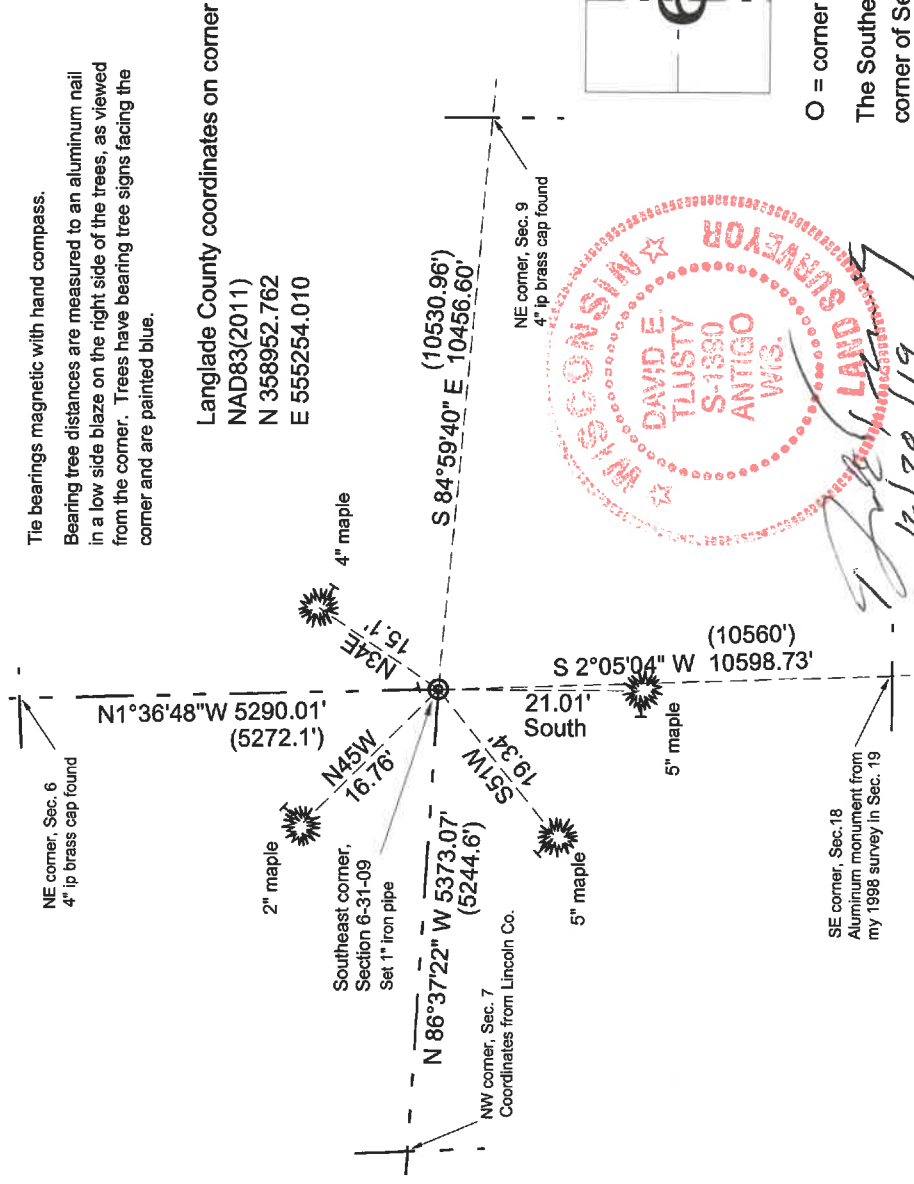 Tie bearings magnetic with hand compass.
Bearing tree distances are measured to an aluminum nail
in a low side blaze on the right side of the trees, as viewed
from the corner. Trees have bearing tree signs facing the
corner and are painted blue.
Langlade County coordinates on corner
NAD83(2011)
N 358952.762
E 555254.010
NE corner, Sec. 6
4" ip brass cap found
N1°36'48"W 5290.01'
(5272.1')
4" maple
N34E
15.1'
2" maple
N45W
16.76'
Southeast corner,
Section 6-31-09
Set 1" iron pipe
N 86°37'22" W 5373.07'
(5244.6')
NW corner, Sec. 7
Coordinates from Lincoln Co.
S51W
19.34'
5" maple
21.01'
South
5" maple
(10560')
S 2°05'04" W 10598.73'
SE corner, Sec.18
Aluminum monument from
my 1998 survey in Sec. 19
(10530.96')
S 84°59'40" E 10456.60'
NE corner, Sec. 9
4" ip brass cap found
WISCONSIN
DAVID E.
TLUSTY
S-1390
ANTIGO
WIS.
LAND SURVEYOR
O = corner
The Southe
corner of Se